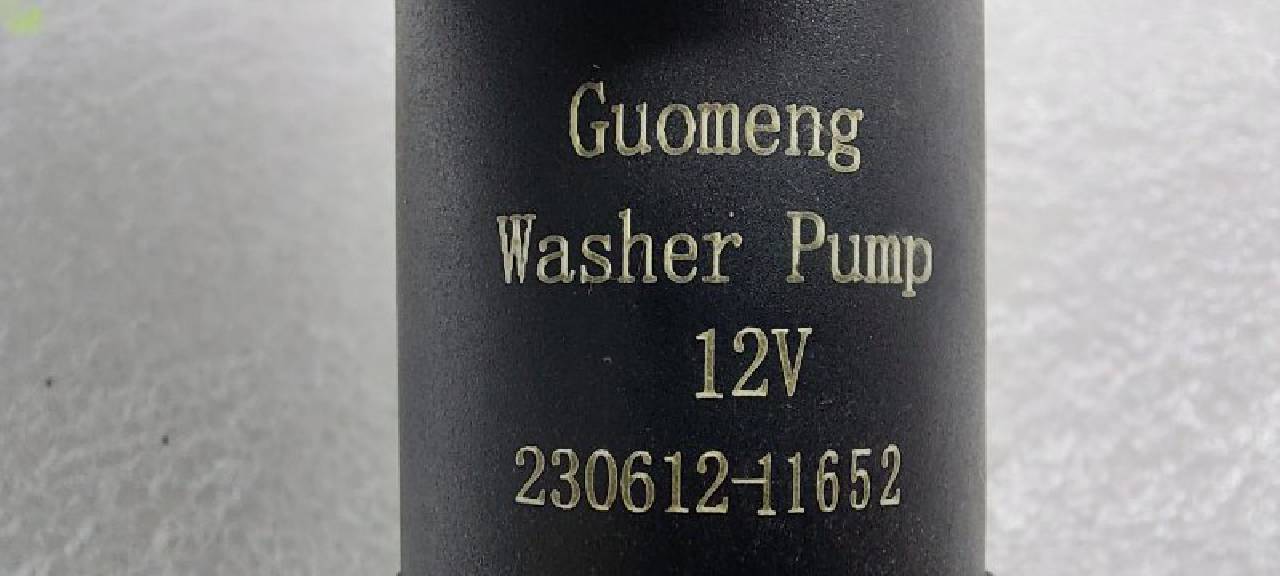 Guomeng
Washer Pump
12V
230612-11652